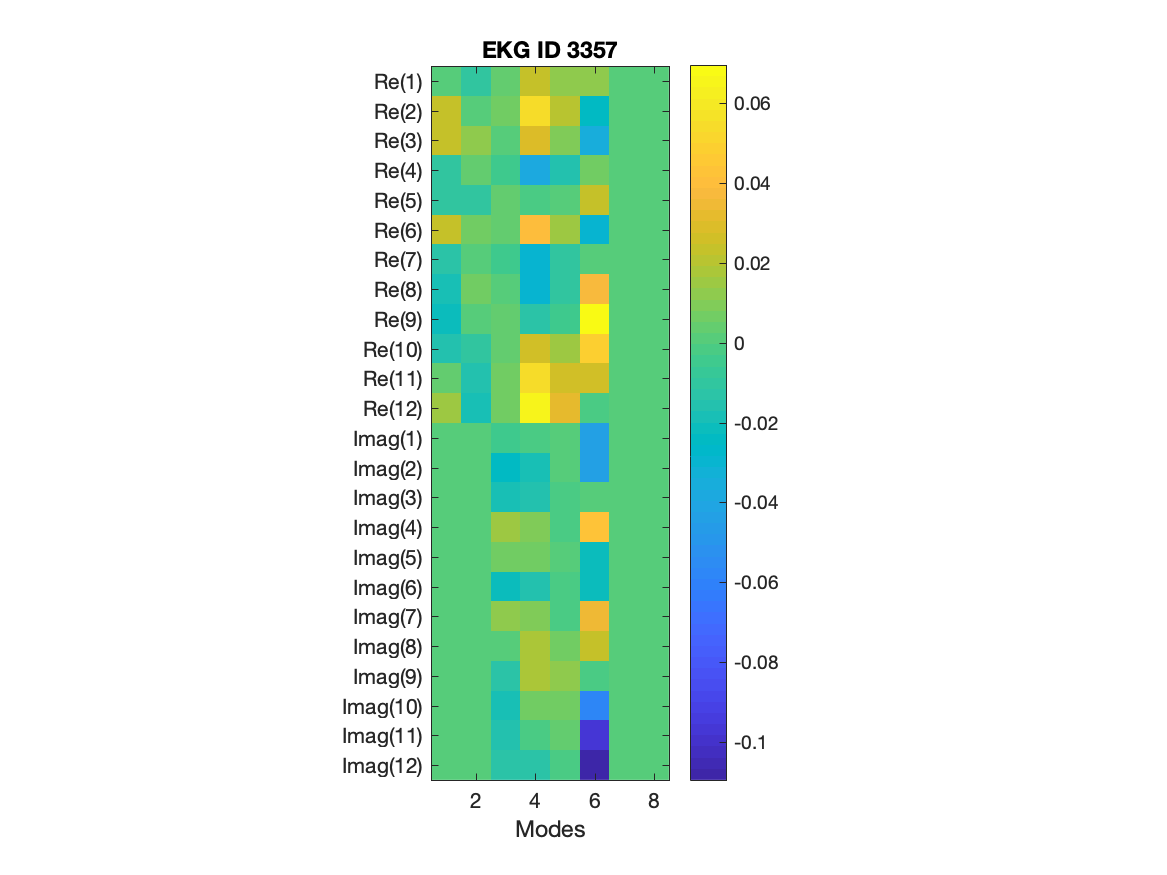 EKG ID 3357
Re(1)
Re(2)
Re(3)
Re(4)
Re(5)
Re(6)
Re(7)
Re(8)
Re(9)
Re(10)
Re(11)
Re(12)
Imag(1)
Imag(2)
Imag(3)
Imag(4)
Imag(5)
Imag(6)
Imag(7)
Imag(8)
Imag(9)
Imag(10)
Imag(11)
Imag(12)
2 4 6 8
Modes
0.06
0.04
0.02
0
-0.02
-0.04
-0.06
-0.08
-0.1